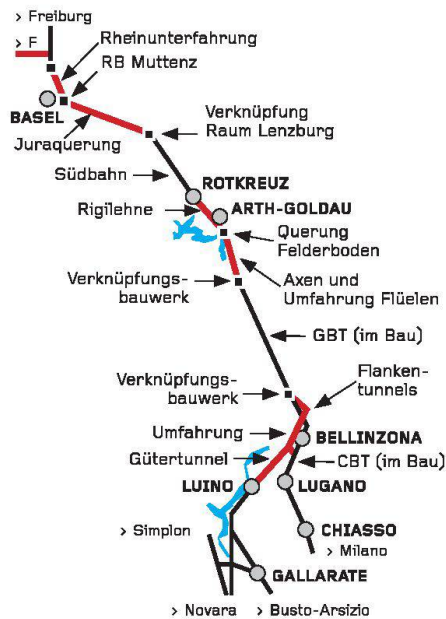 > Freiburg
Rheinunterfahrung
> F
RB Muttenz
BASEL
Verknüpfung
Raum Lenzburg
Juraquerung
Südbahn
ROTKREUZ
Rigilehne
ARTH-GOLDAU
Querung
Felderboden
Verknüpfungs-
bauwerk
Axen und
Umfahrung Flüelen
GBT (im Bau)
Flanken-
tunnels
Verknüpfungs-
bauwerk
Umfahrung
BELLINZONA
Gütertunnel
CBT (im Bau)
LUINO
LUGANO
> Simplon
CHIASSO
> Milano
GALLARATE
> Novara
> Busto-Arsizio